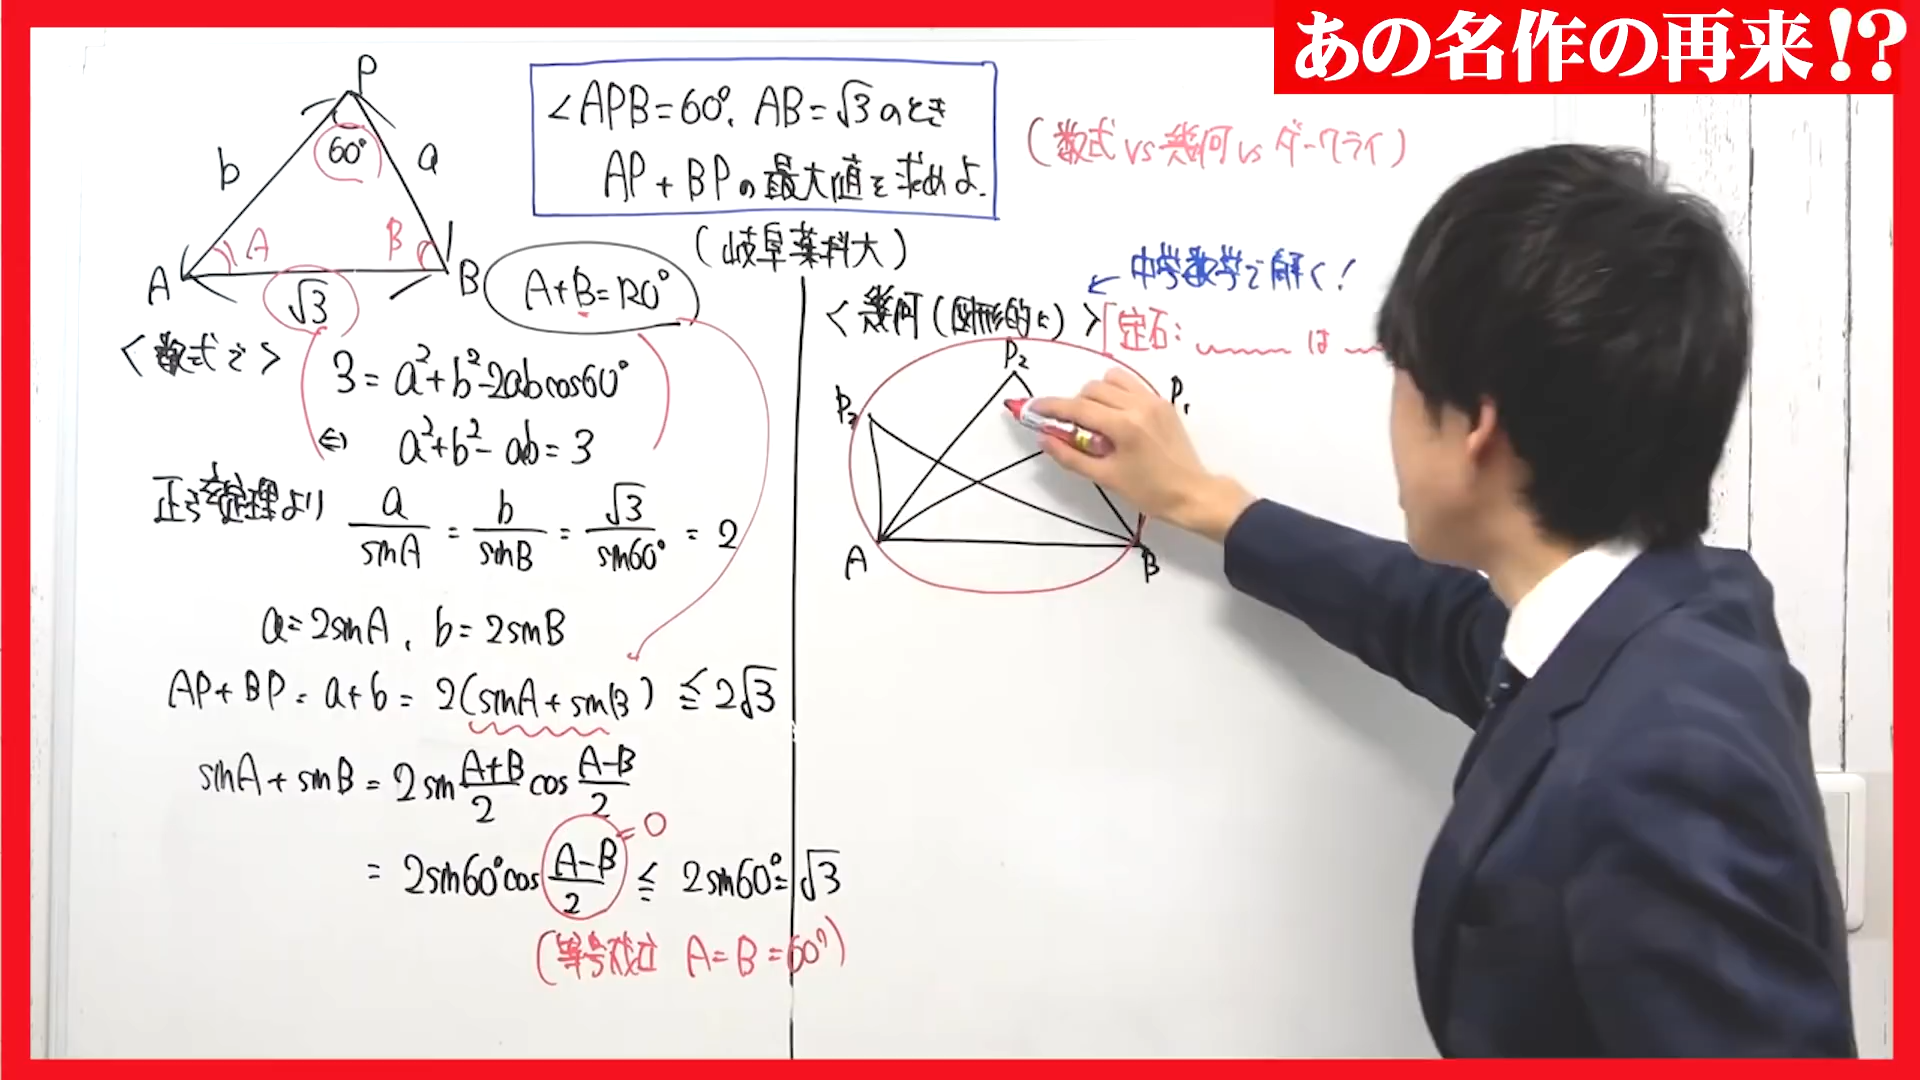 あの名作の再来!?
P
60°
b
a
A
B
A
B
√3
∠APB=60°. AB=√3のとき
AP+BPの最大値を求めよ.
(岐阜薬科大)
(数式vs幾何vsダークライ)
A+B=120°
<数式で>
3=a²+b²-2abcos60°
⇔ a²+b²-ab=3
正弦定理より a/sinA = b/sinB = √3/sin60° = 2
a=2sinA, b=2sinB
AP+BP=a+b=2(sinA+sinB)≦2√3
sinA+sinB=2sin (A+B)/2 cos (A-B)/2
=2sin60°cos (A-B)/2 ≦ 2sin60°=√3
=0
(等号成立 A=B=60°)
←中学数学で解く!
<幾何(図形的に)>
定石: は
P₂
P₁
P₃
A
B